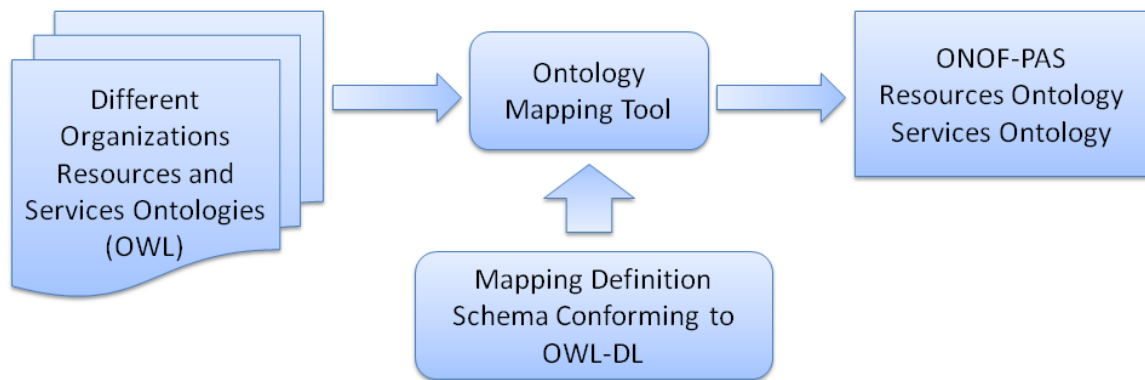 Different
Organizations
Resources and
Services Ontologies
(OWL)
Ontology
Mapping Tool
ONOF-PAS
Resources Ontology
Services Ontology
Mapping Definition
Schema Conforming to
OWL-DL